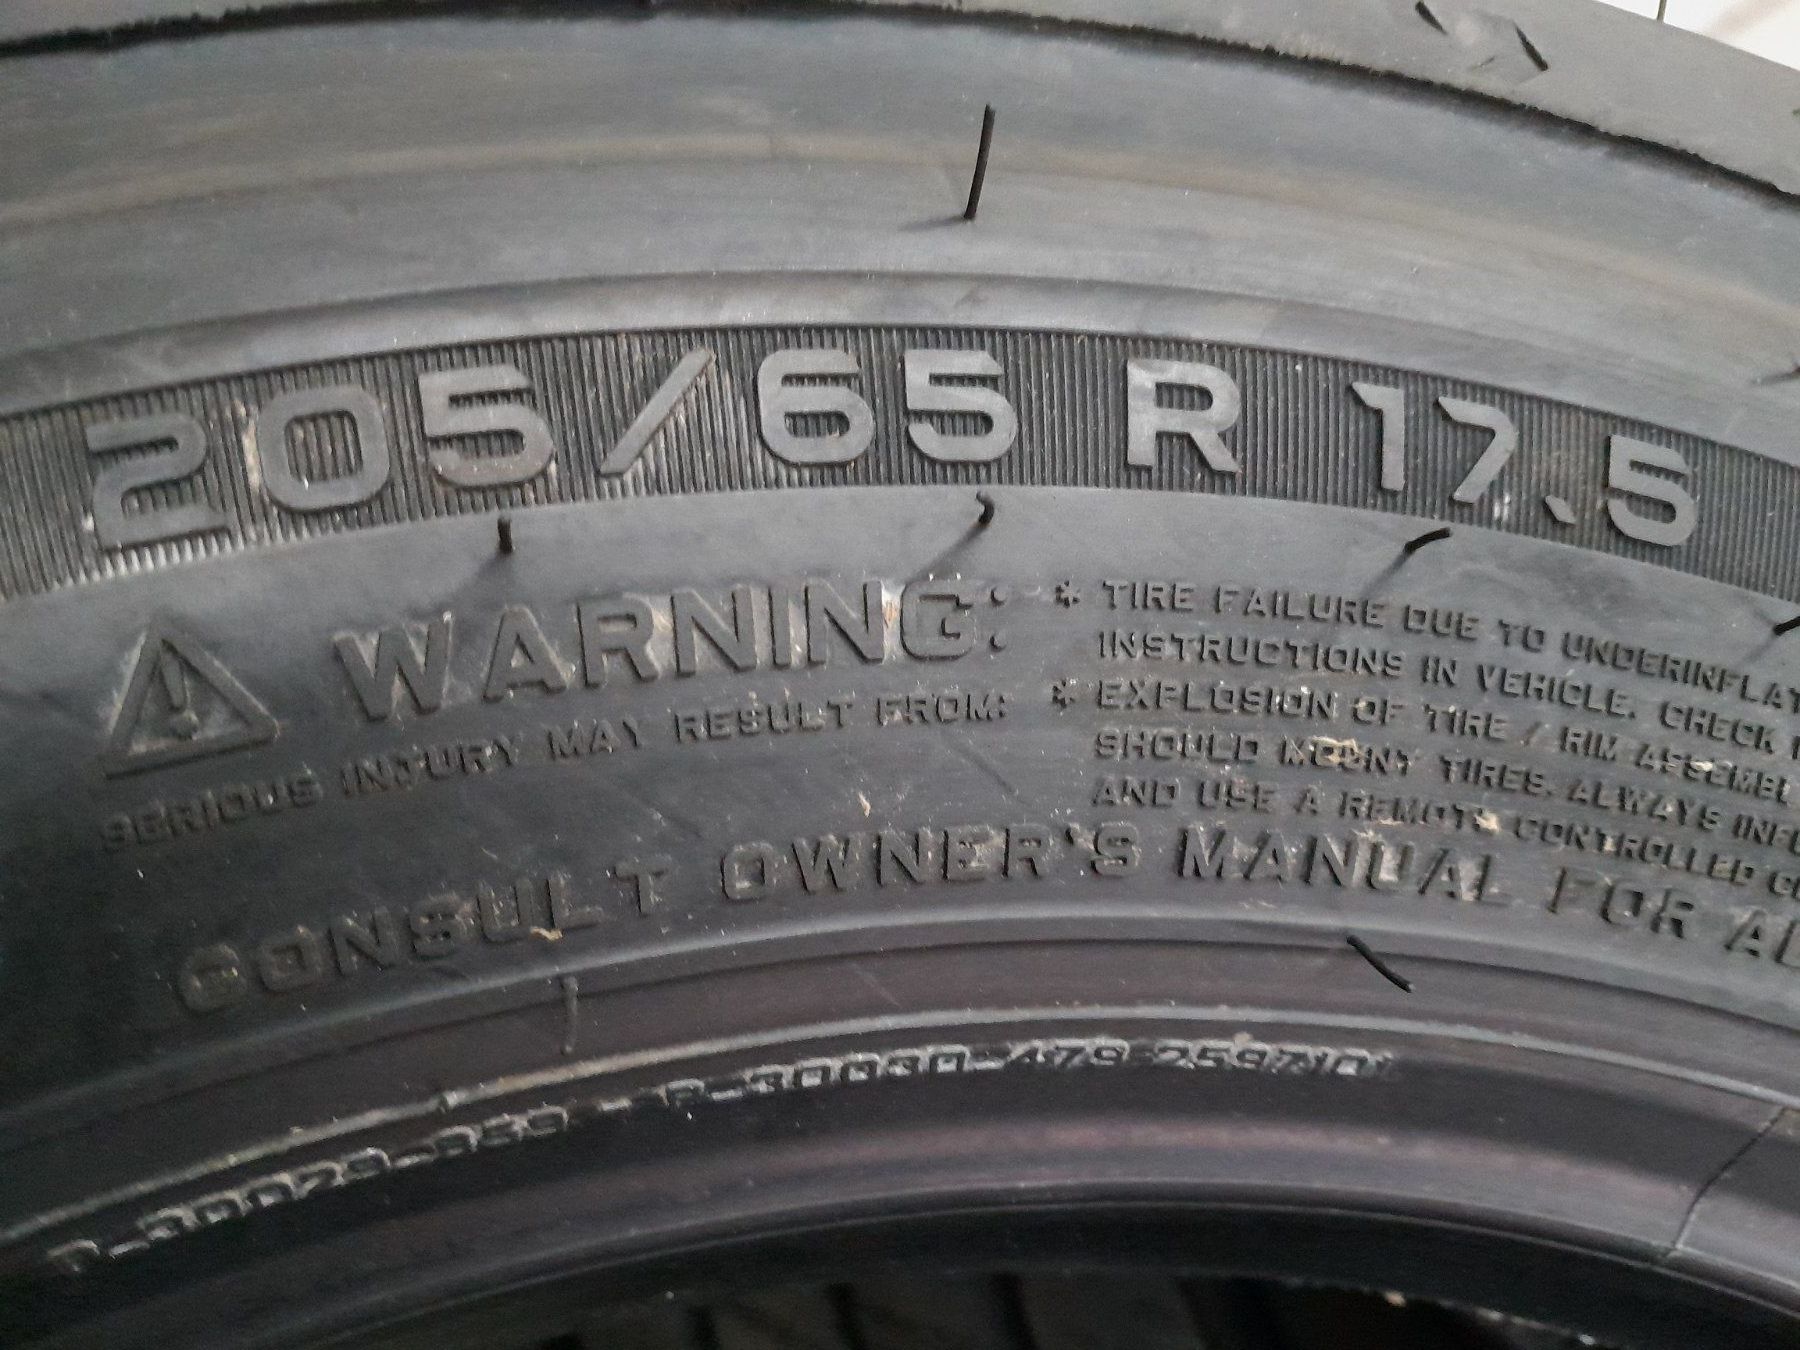 205/65 R 17.5
WARNING:
SERIOUS INJURY MAY RESULT FROM:
* TIRE FAILURE DUE TO UNDERINFLAT
INSTRUCTIONS IN VEHICLE. CHECK
* EXPLOSION OF TIRE / RIM ASSEMBL
SHOULD MOUNT TIRES. ALWAYS INFL
AND USE A REMOTE CONTROLLED
CONSULT OWNER'S MANUAL FOR AD